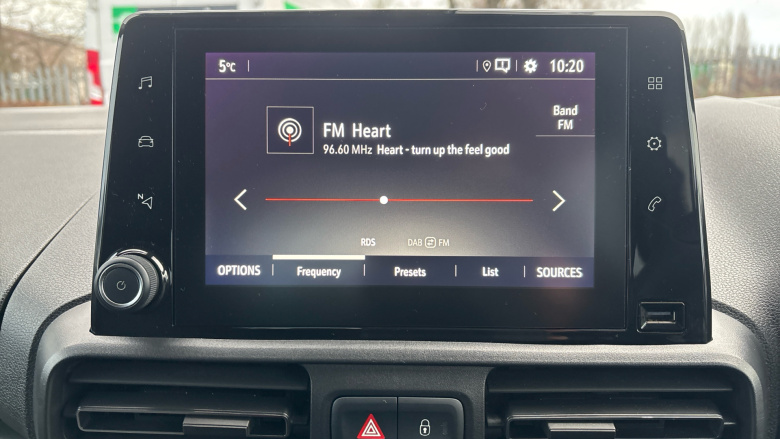 5°C
10:20
Band
FM
FM Heart
96.60 MHz Heart - turn up the feel good
RDS
DAB FM
OPTIONS Frequency Presets List SOURCES
N